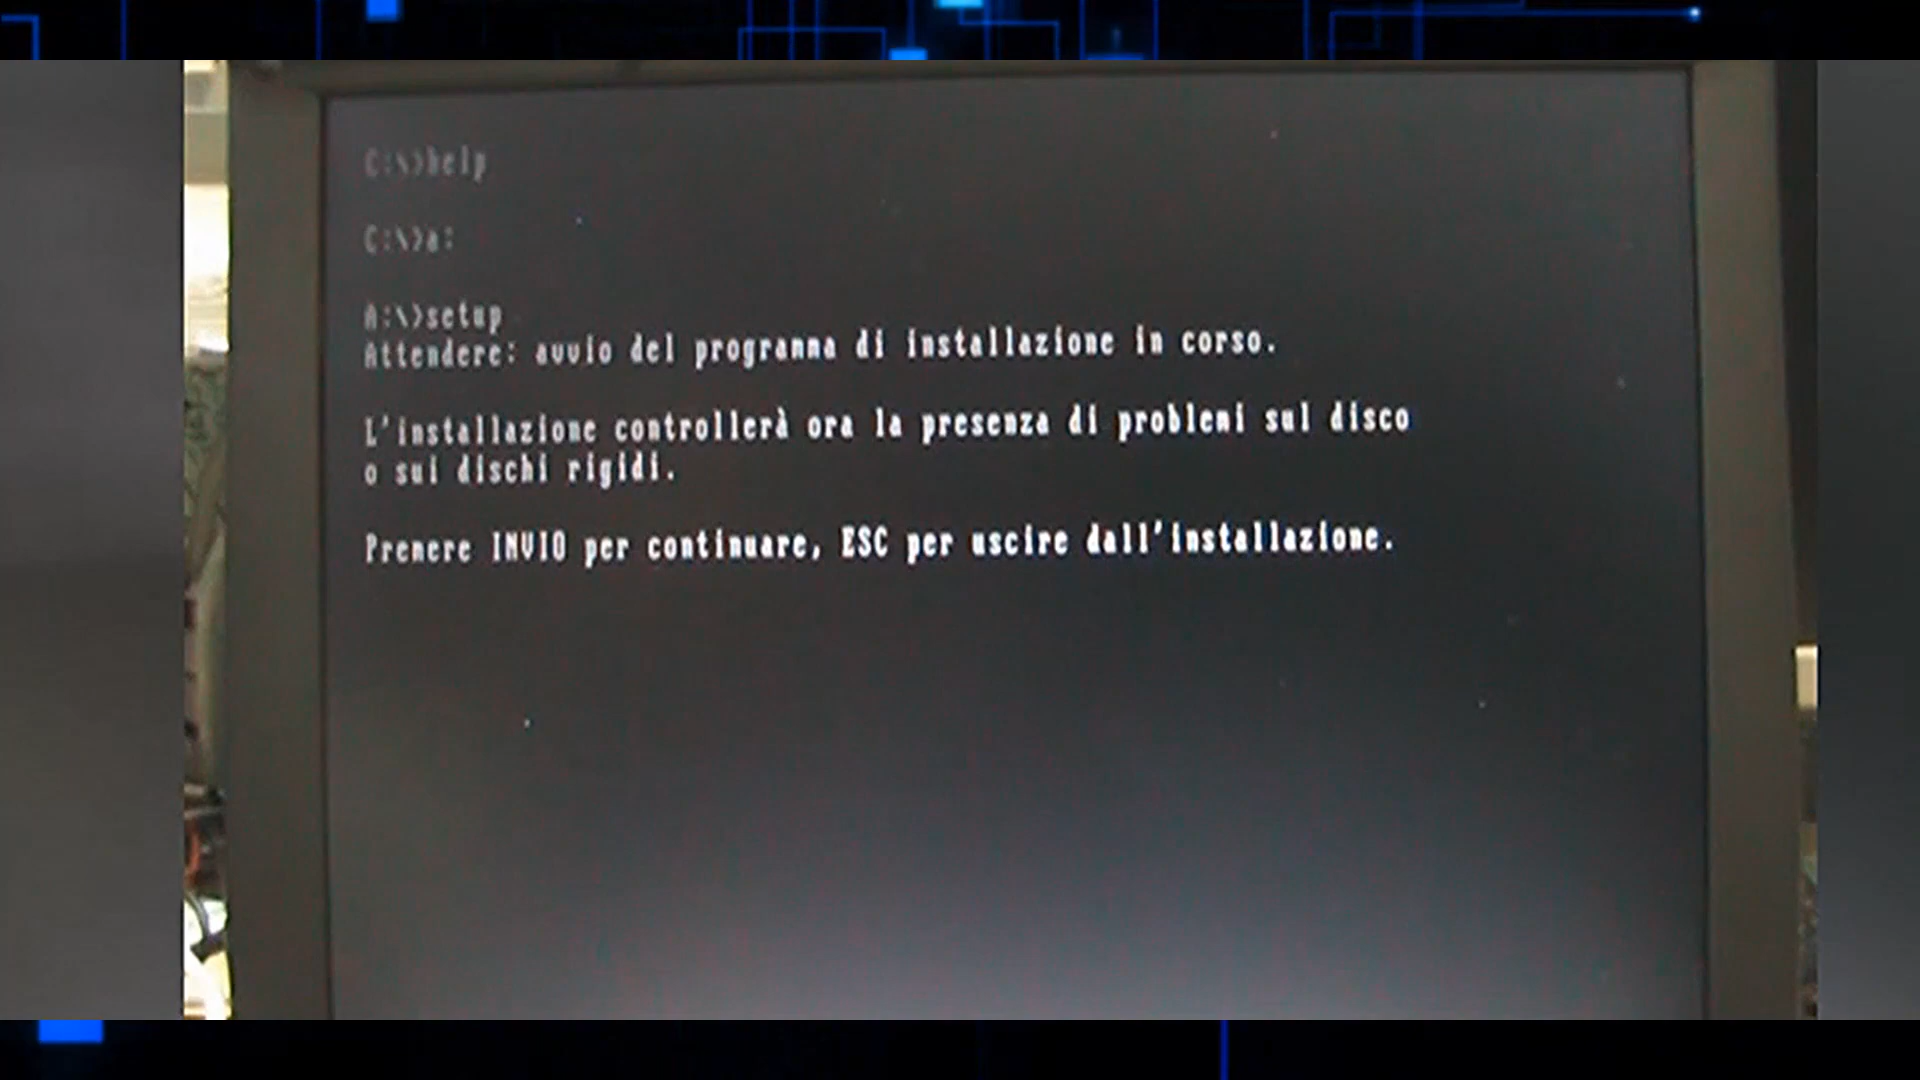 C:\>help
C:\>a:
A:\>setup
Attendere: avvio del programma di installazione in corso.
L'installazione controllerà ora la presenza di problemi sul disco
o sui dischi rigidi.
Premere INVIO per continuare, ESC per uscire dall'installazione.